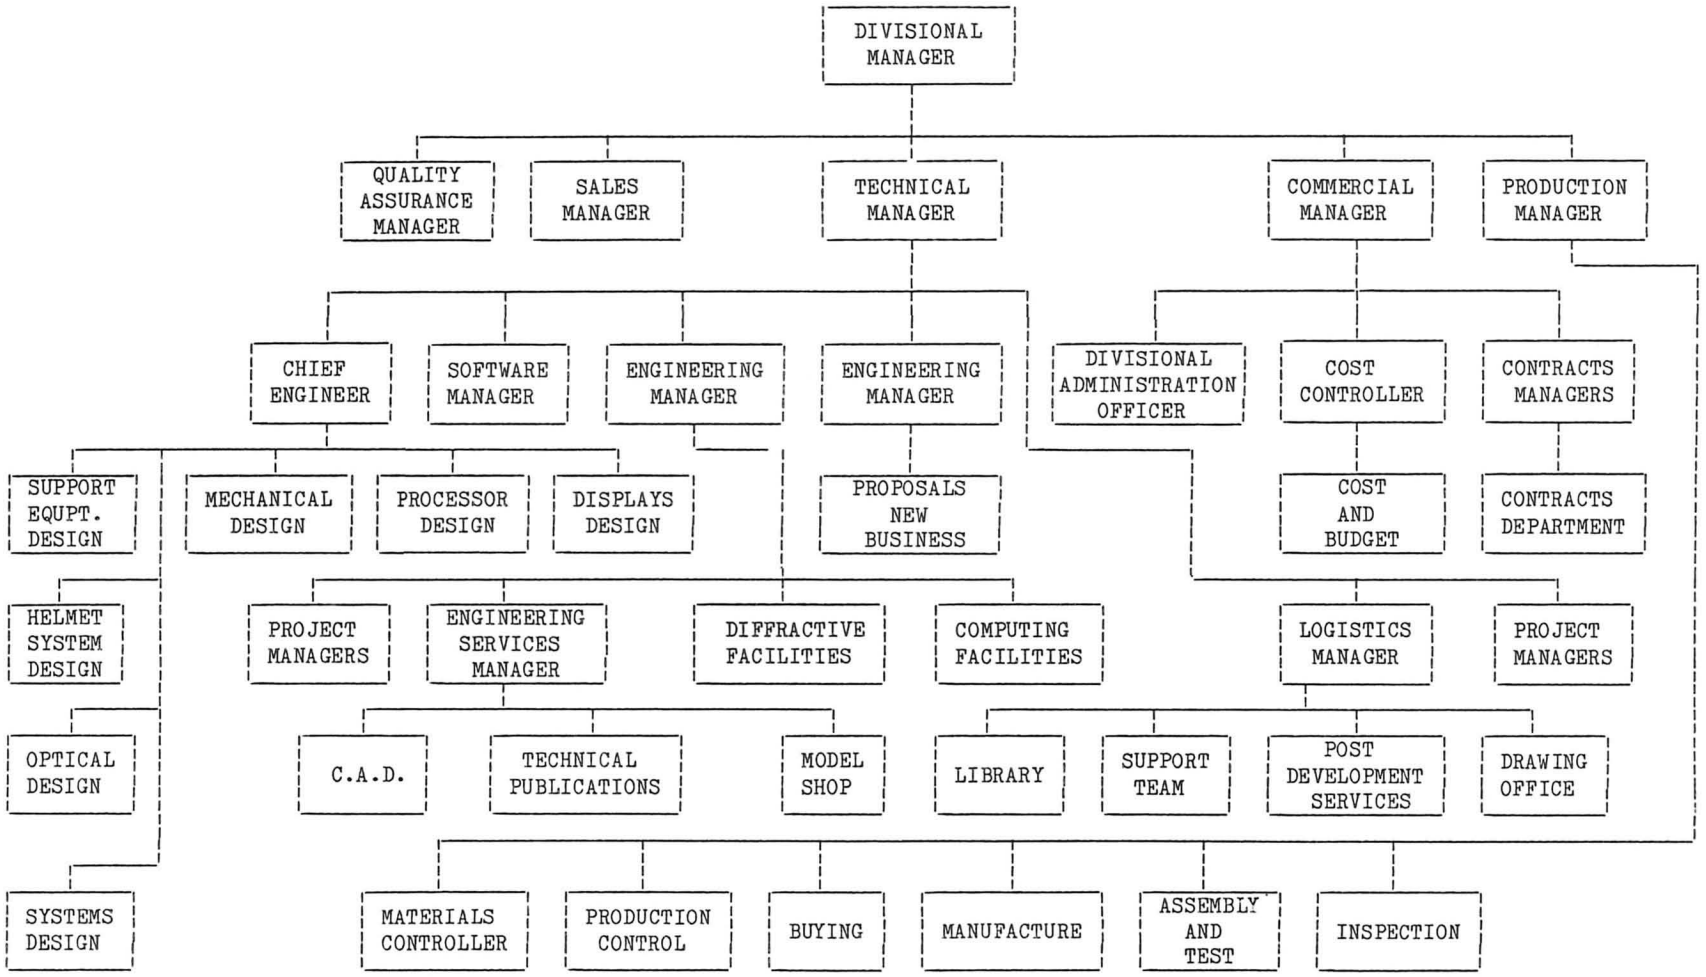 DIVISIONAL
MANAGER
QUALITY
ASSURANCE
MANAGER
SALES
MANAGER
TECHNICAL
MANAGER
COMMERCIAL
MANAGER
PRODUCTION
MANAGER
CHIEF
ENGINEER
SOFTWARE
MANAGER
ENGINEERING
MANAGER
ENGINEERING
MANAGER
DIVISIONAL
ADMINISTRATION
OFFICER
COST
CONTROLLER
CONTRACTS
MANAGERS
SUPPORT
EQUPT.
DESIGN
MECHANICAL
DESIGN
PROCESSOR
DESIGN
DISPLAYS
DESIGN
PROPOSALS
NEW
BUSINESS
COST
AND
BUDGET
CONTRACTS
DEPARTMENT
HELMET
SYSTEM
DESIGN
PROJECT
MANAGERS
ENGINEERING
SERVICES
MANAGER
DIFFRACTIVE
FACILITIES
COMPUTING
FACILITIES
LOGISTICS
MANAGER
PROJECT
MANAGERS
OPTICAL
DESIGN
C.A.D.
TECHNICAL
PUBLICATIONS
MODEL
SHOP
LIBRARY
SUPPORT
TEAM
POST
DEVELOPMENT
SERVICES
DRAWING
OFFICE
SYSTEMS
DESIGN
MATERIALS
CONTROLLER
PRODUCTION
CONTROL
BUYING
MANUFACTURE
ASSEMBLY
AND
TEST
INSPECTION